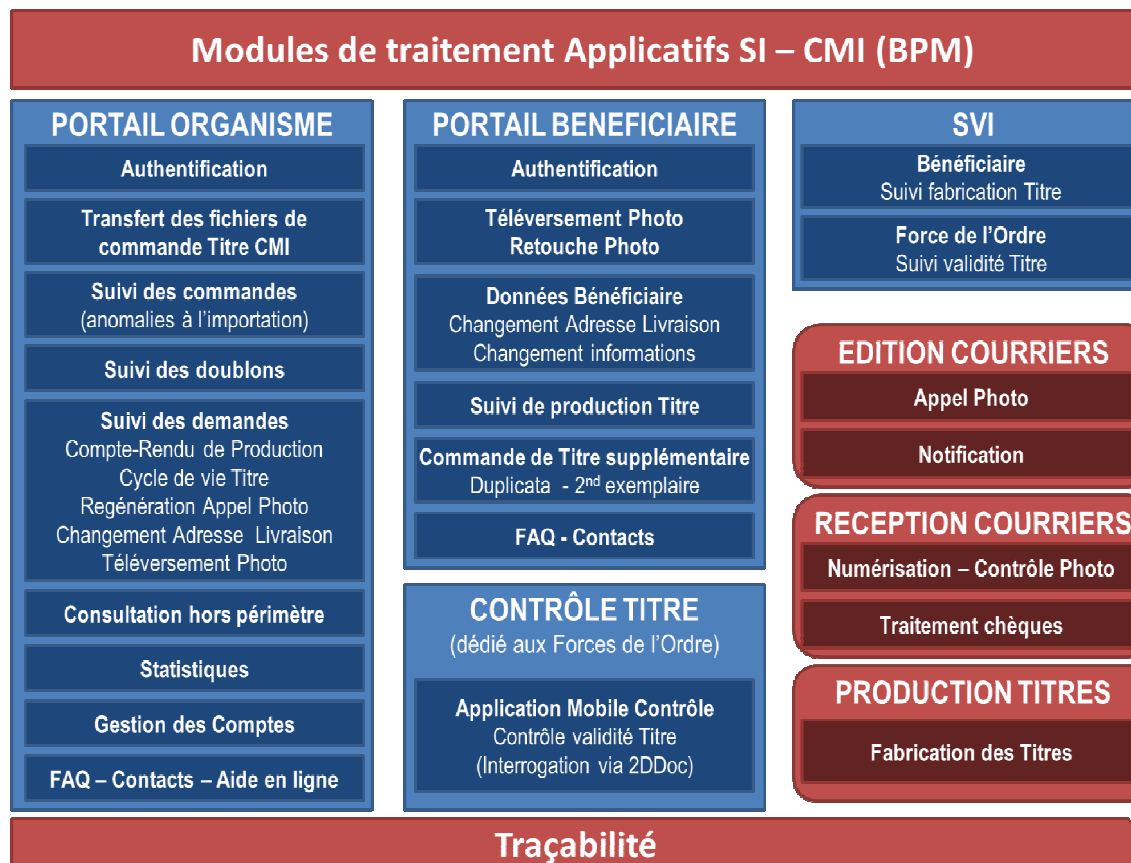 Modules de traitement Applicatifs SI – CMI (BPM)
PORTAIL ORGANISME
Authentification
Transfert des fichiers de
commande Titre CMI
Suivi des commandes
(anomalies à l'importation)
Suivi des doublons
Suivi des demandes
Compte-Rendu de Production
Cycle de vie Titre
Regénération Appel Photo
Changement Adresse Livraison
Téléversement Photo
Consultation hors périmètre
Statistiques
Gestion des Comptes
FAQ – Contacts – Aide en ligne
PORTAIL BENEFICIAIRE
Authentification
Téléversement Photo
Retouche Photo
Données Bénéficiaire
Changement Adresse Livraison
Changement informations
Suivi de production Titre
Commande de Titre supplémentaire
Duplicata - 2nd exemplaire
FAQ - Contacts
CONTRÔLE TITRE
(dédié aux Forces de l'Ordre)
Application Mobile Contrôle
Contrôle validité Titre
(Interrogation via 2DDoc)
SVI
Bénéficiaire
Suivi fabrication Titre
Force de l'Ordre
Suivi validité Titre
EDITION COURRIERS
Appel Photo
Notification
RECEPTION COURRIERS
Numérisation – Contrôle Photo
Traitement chèques
PRODUCTION TITRES
Fabrication des Titres
Traçabilité